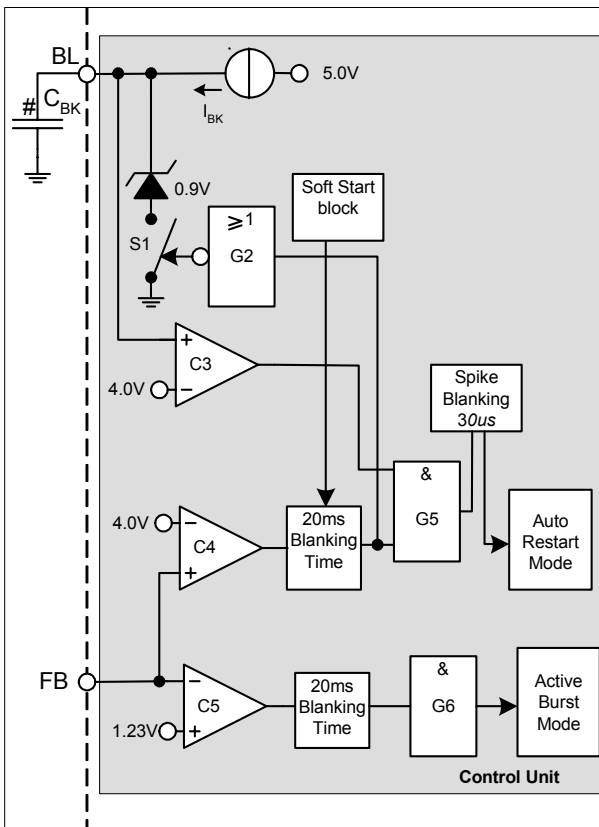 BL
5.0V
# CBK
IBK
0.9V
Soft Start
block
S1
≥1
G2
C3
4.0V
Spike
Blanking
30us
&
G5
4.0V
20ms
Blanking
Time
C4
Auto
Restart
Mode
FB
&
20ms
Blanking
Time
C5
G6
Active
Burst
Mode
1.23V
Control Unit